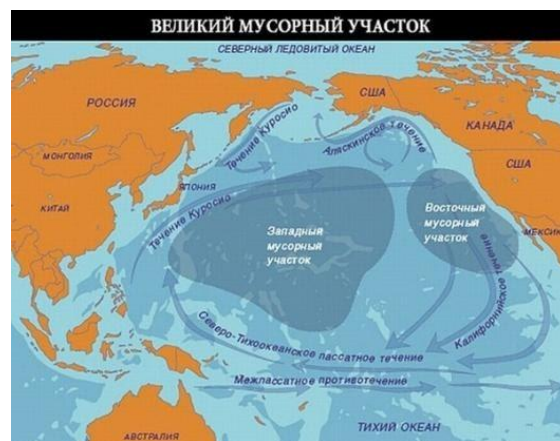 ВЕЛИКИЙ МУСОРНЫЙ УЧАСТОК
СЕВЕРНЫЙ ЛЕДОВИТЫЙ ОКЕАН
США
РОССИЯ
КАНАДА
Течение Куросио
Аляскинское течение
МОНГОЛИЯ
США
ЯПОНИЯ
КИТАЙ
Течение Куросио
Западный
мусорный
участок
Восточный
мусорный
участок
МЕКСИК
Калифорнийское течение
Северо-Тихоокеанское пассатное течение
Межпассатное противотечение
ТИХИЙ ОКЕАН
АВСТРАЛИЯ